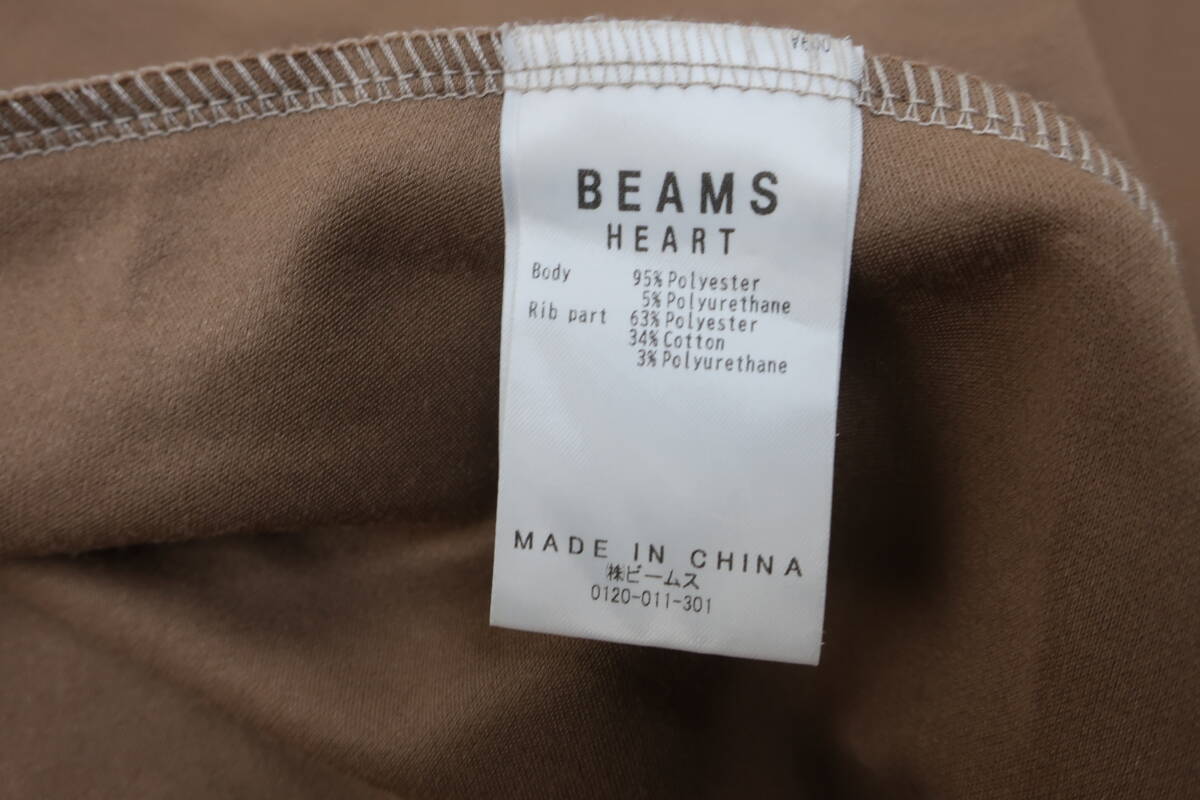 BEAMS
HEART
Body 95% Polyester
5% Polyurethane
Rib part 63% Polyester
34% Cotton
3% Polyurethane
MADE IN CHINA
㈱ビームス
0120-011-301